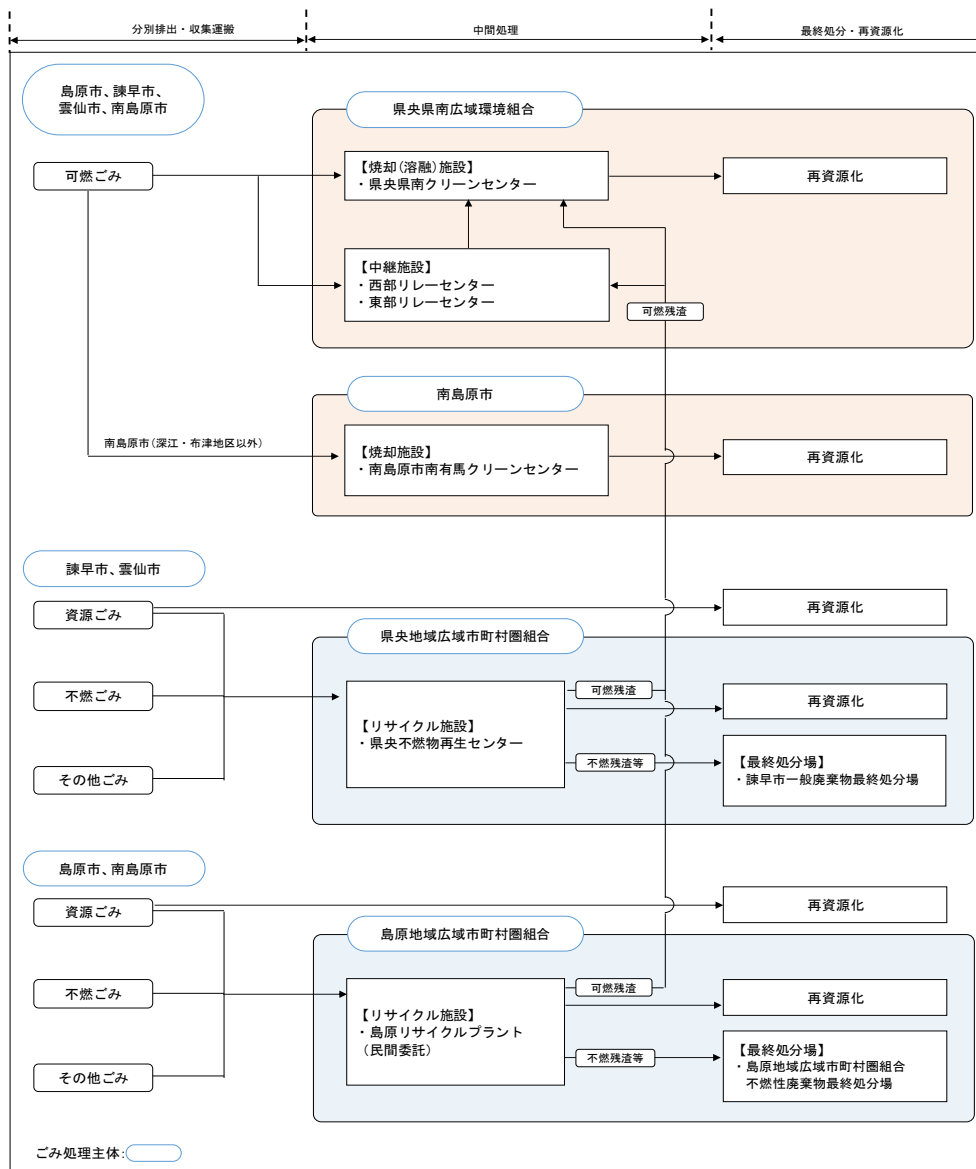 分別排出・収集運搬
中間処理
最終処分・再資源化
島原市、諫早市、
雲仙市、南島原市
県央県南広域環境組合
可燃ごみ
【焼却(溶融)施設】
・県央県南クリーンセンター
再資源化
【中継施設】
・西部リレーセンター
・東部リレーセンター
可燃残渣
南島原市
南島原市(深江・布津地区以外)
【焼却施設】
・南島原市南有馬クリーンセンター
再資源化
諫早市、雲仙市
資源ごみ
再資源化
県央地域広域市町村圏組合
不燃ごみ
【リサイクル施設】
・県央不燃物再生センター
可燃残渣
再資源化
不燃残渣等
【最終処分場】
・諫早市一般廃棄物最終処分場
その他ごみ
島原市、南島原市
資源ごみ
再資源化
島原地域広域市町村圏組合
不燃ごみ
【リサイクル施設】
・島原リサイクルプラント
（民間委託）
可燃残渣
再資源化
不燃残渣等
【最終処分場】
・島原地域広域市町村圏組合
不燃性廃棄物最終処分場
その他ごみ
ごみ処理主体: